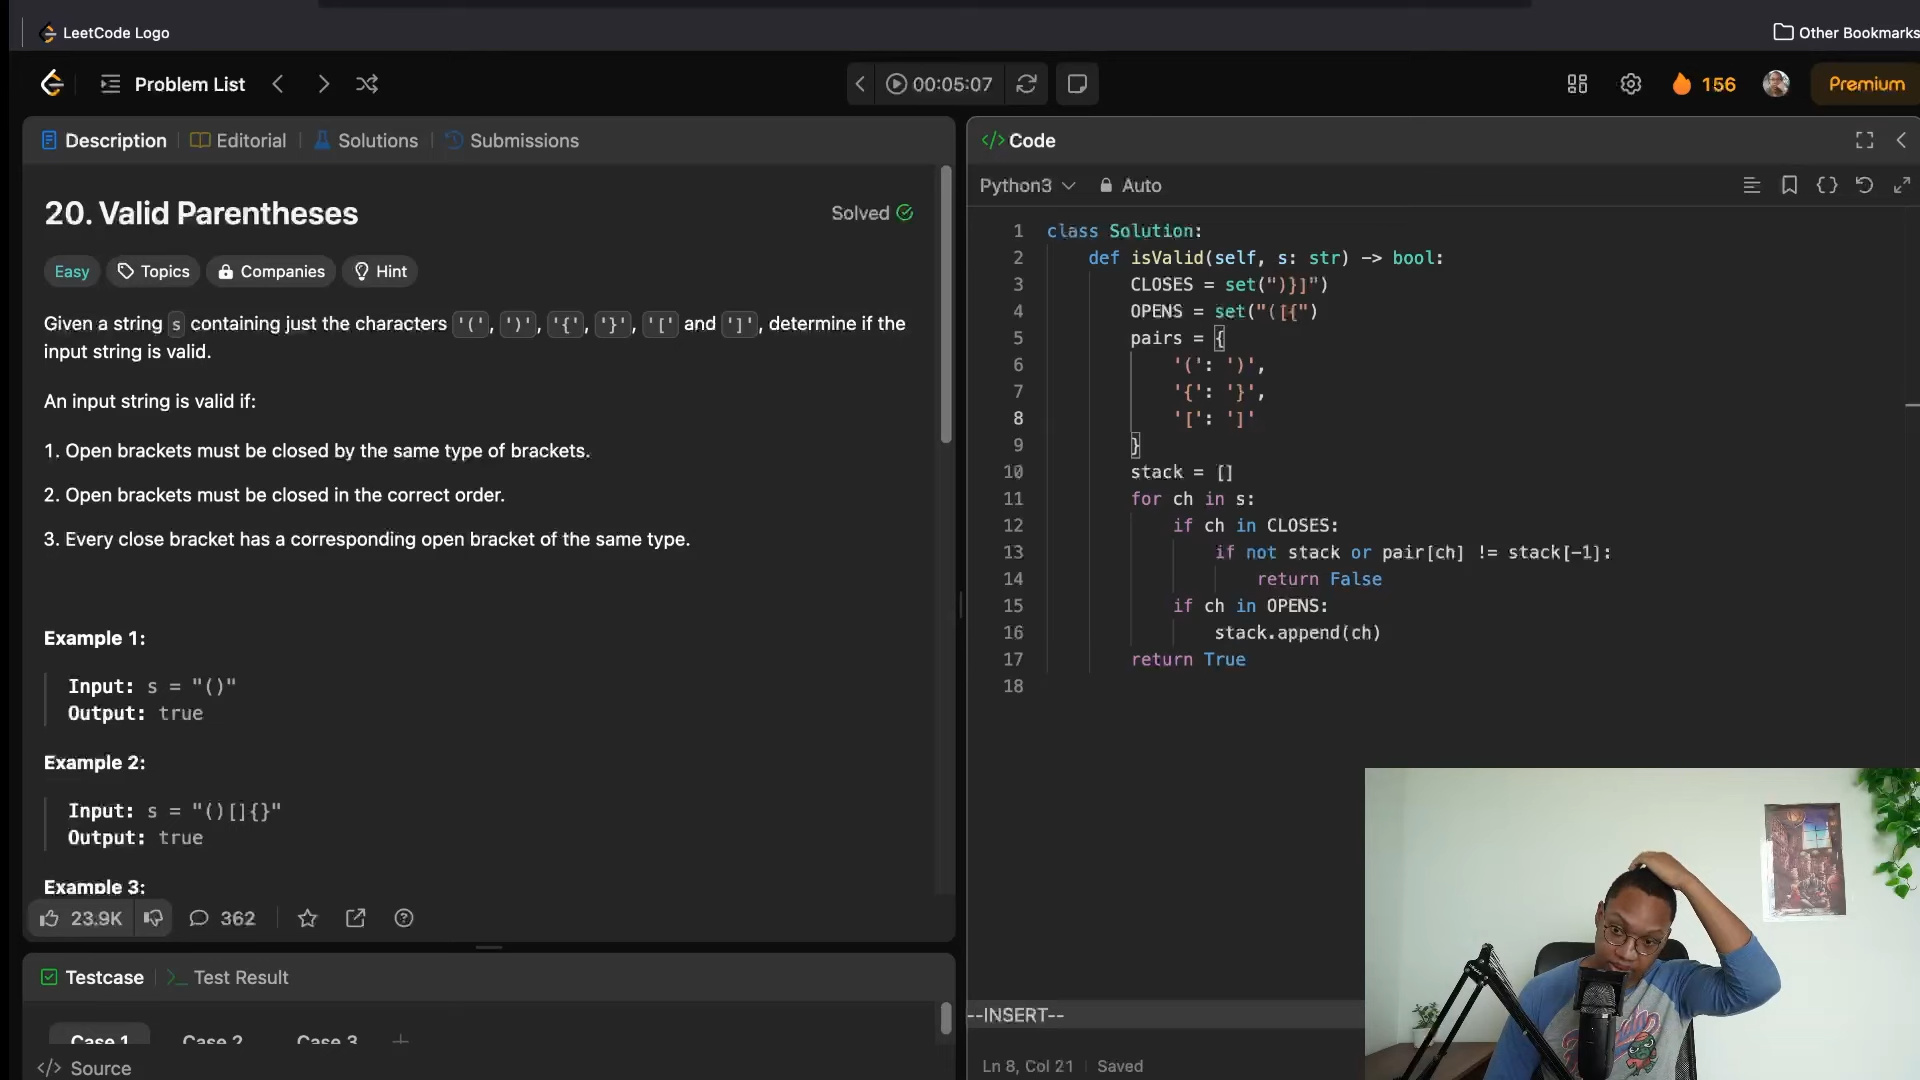 LeetCode Logo
Other Bookmarks
Problem List
00:05:07
156
Premium
Description
Editorial
Solutions
Submissions
20. Valid Parentheses
Solved
Easy
Topics
Companies
Hint
Given a string s containing just the characters '(', ')', '{', '}', '[' and ']', determine if the
input string is valid.
An input string is valid if:
1. Open brackets must be closed by the same type of brackets.
2. Open brackets must be closed in the correct order.
3. Every close bracket has a corresponding open bracket of the same type.
Example 1:
Input: s = "()"
Output: true
Example 2:
Input: s = "()[]{}"
Output: true
Example 3:
23.9K
362
Testcase
Test Result
Case 1
Case 2
Case 3
Source
Code
Python3
Auto
1 class Solution:
2 def isValid(self, s: str) -> bool:
3 CLOSES = set(")}]")
4 OPENS = set("([{")
5 pairs = {
6 '(': ')',
7 '{': '}',
8 '[': ']'
9 }
10 stack = []
11 for ch in s:
12 if ch in CLOSES:
13 if not stack or pair[ch] != stack[-1]:
14 return False
15 if ch in OPENS:
16 stack.append(ch)
17 return True
18
--INSERT--
Ln 8, Col 21
Saved